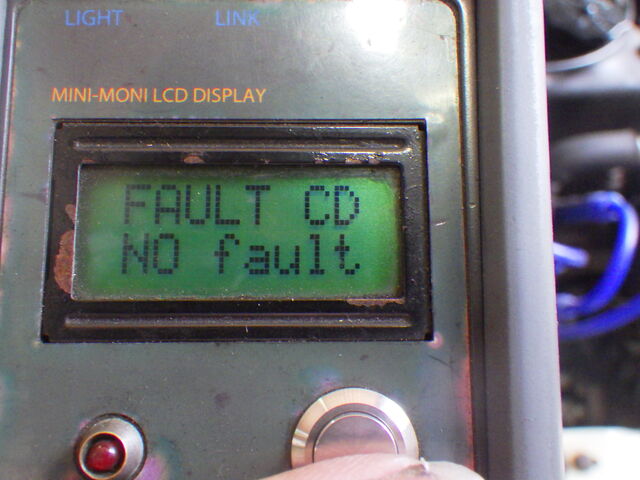 LIGHT LINK
MINI-MONI LCD DISPLAY
FAULT CD
NO fault